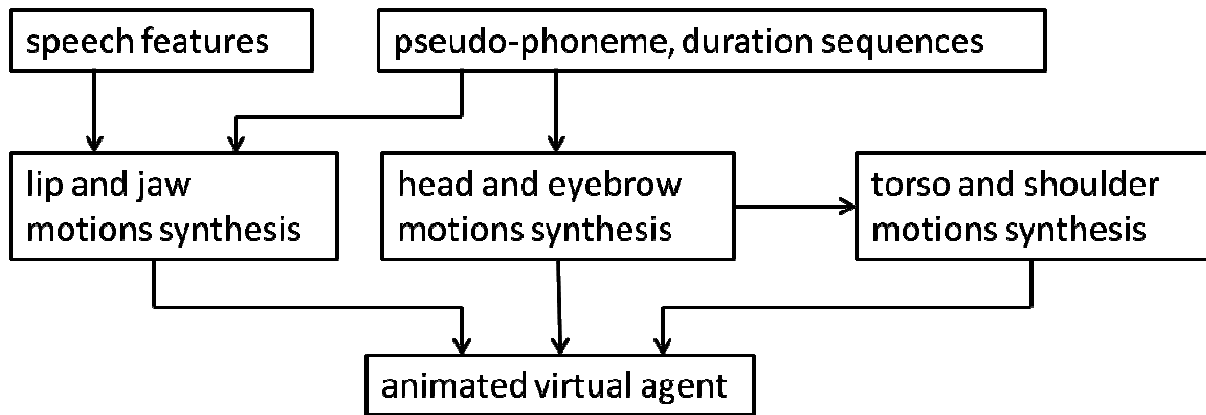 speech features
pseudo-phoneme, duration sequences
lip and jaw
motions synthesis
head and eyebrow
motions synthesis
torso and shoulder
motions synthesis
animated virtual agent